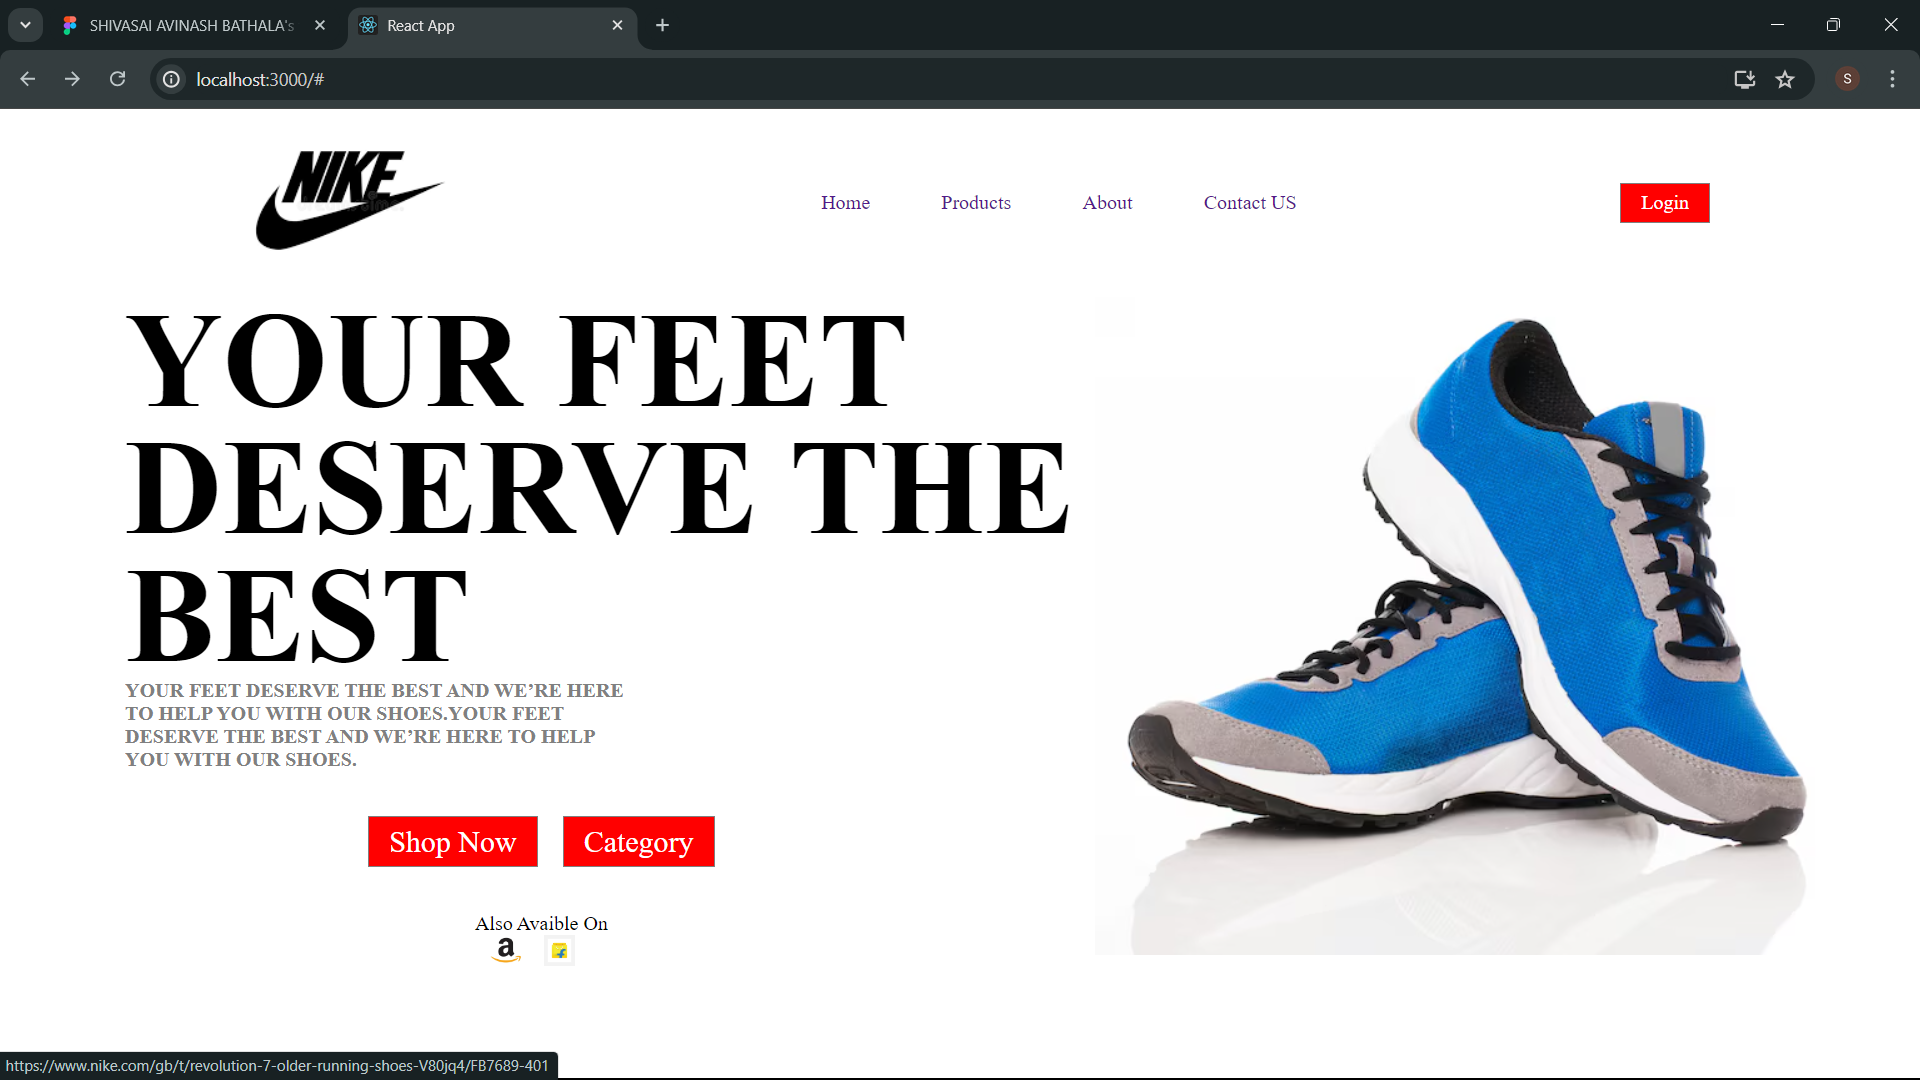 SHIVASAI AVINASH BATHALA's
React App
localhost:3000/#
S
NIKE
Home Products About Contact US
Login
YOUR FEET
DESERVE THE
BEST
YOUR FEET DESERVE THE BEST AND WE’RE HERE
TO HELP YOU WITH OUR SHOES.YOUR FEET
DESERVE THE BEST AND WE’RE HERE TO HELP
YOU WITH OUR SHOES.
Shop Now Category
Also Avaible On
a
https://www.nike.com/gb/t/revolution-7-older-running-shoes-V80jq4/FB7689-401